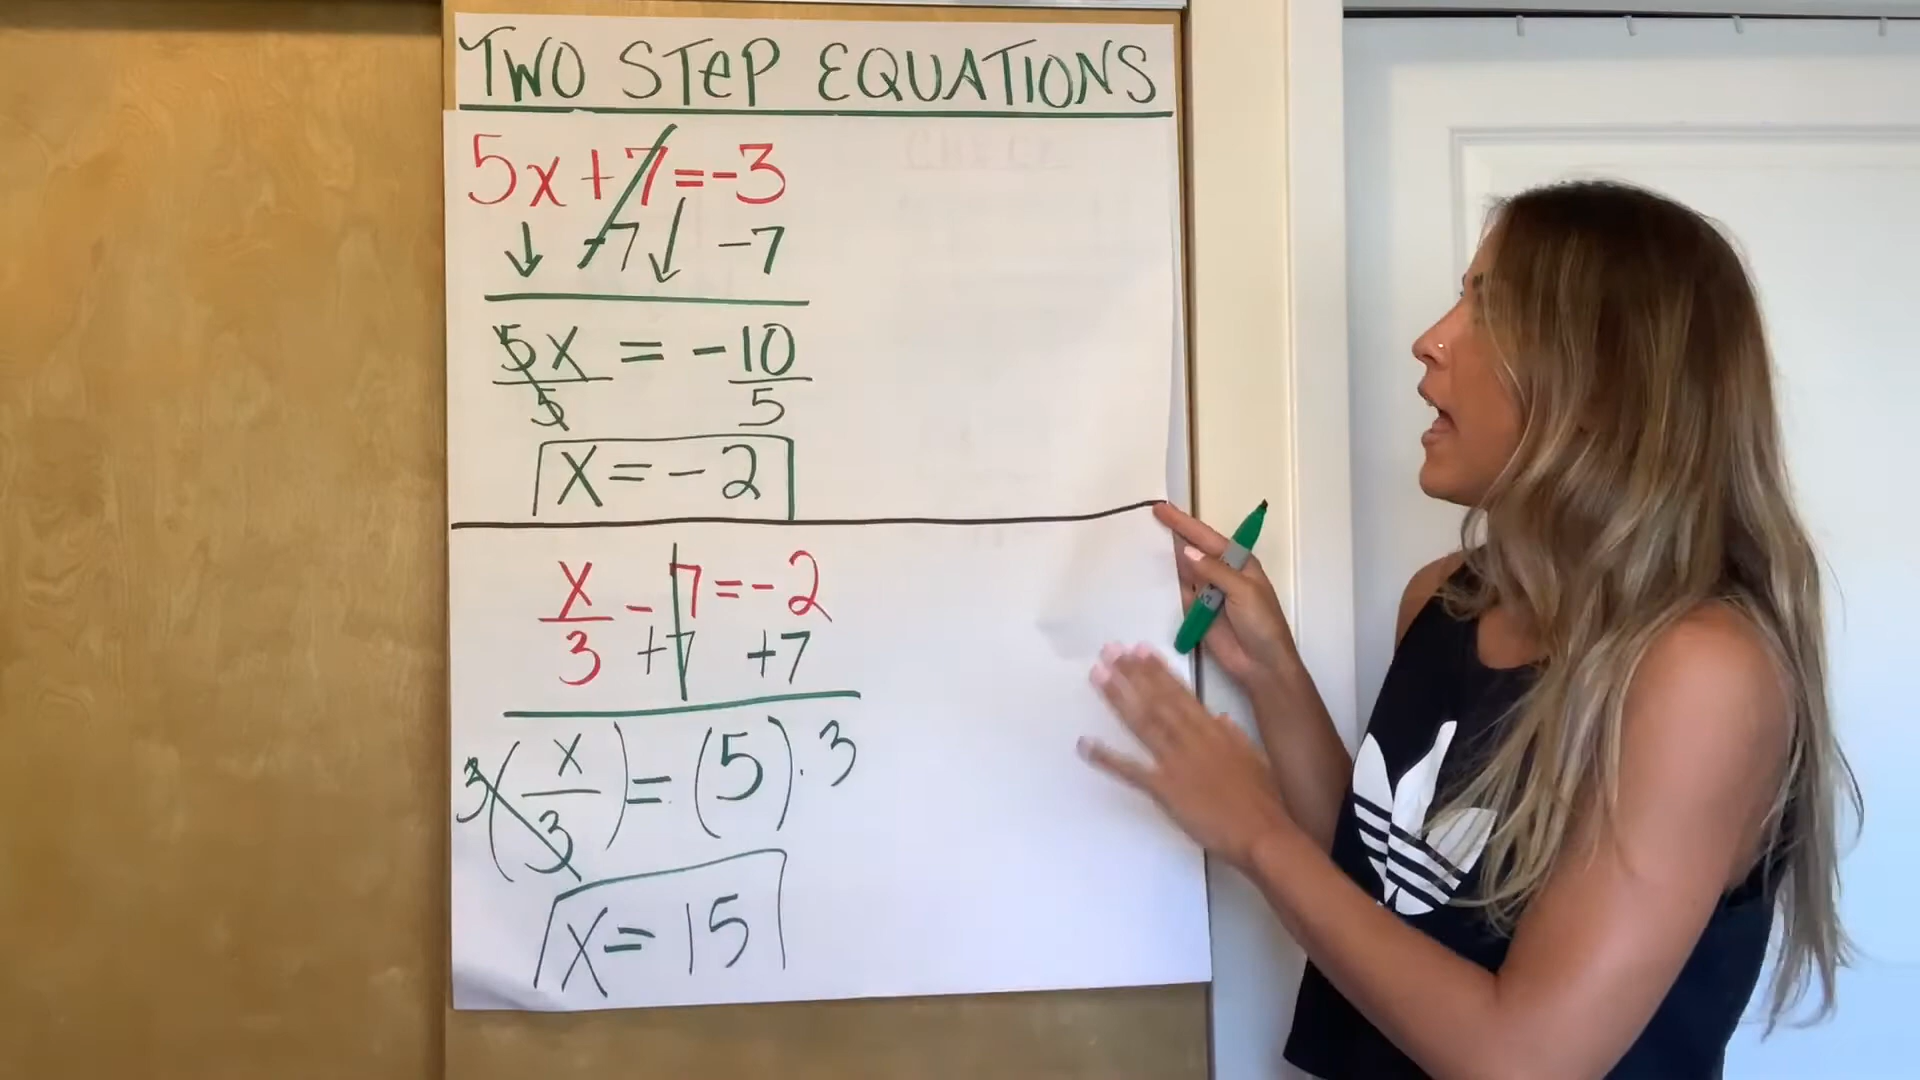 TWO STEP EQUATIONS
5x+7=-3
-7 -7
5x = -10
5 5
x=-2
x
3 - 7 = -2
+7 +7
3(x/3) = (5).3
x = 15